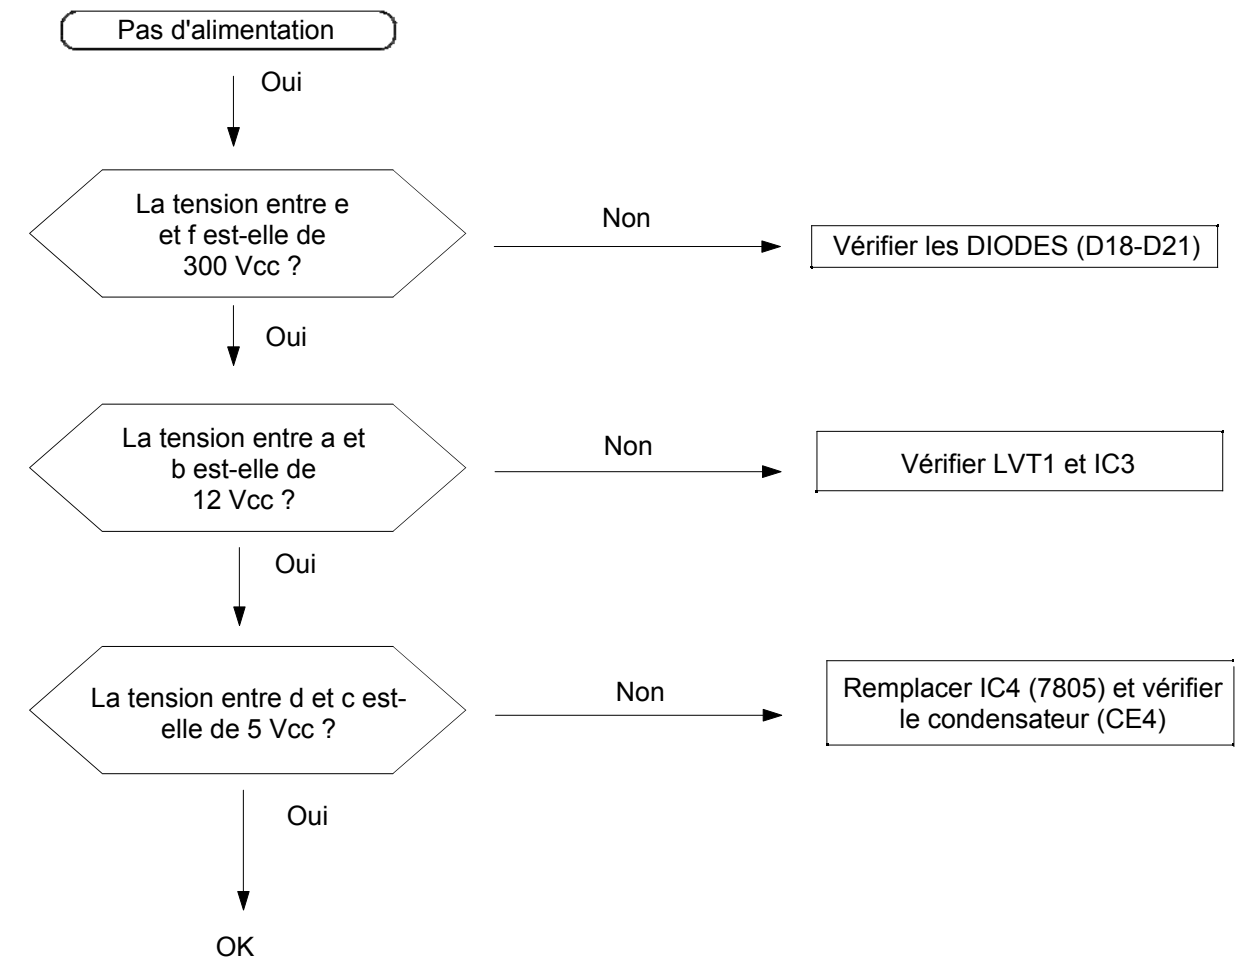 Pas d'alimentation
Oui
La tension entre e
et f est-elle de
300 Vcc ?
Non
Vérifier les DIODES (D18-D21)
Oui
La tension entre a et
b est-elle de
12 Vcc ?
Non
Vérifier LVT1 et IC3
Oui
La tension entre d et c est-
elle de 5 Vcc ?
Non
Remplacer IC4 (7805) et vérifier
le condensateur (CE4)
Oui
OK